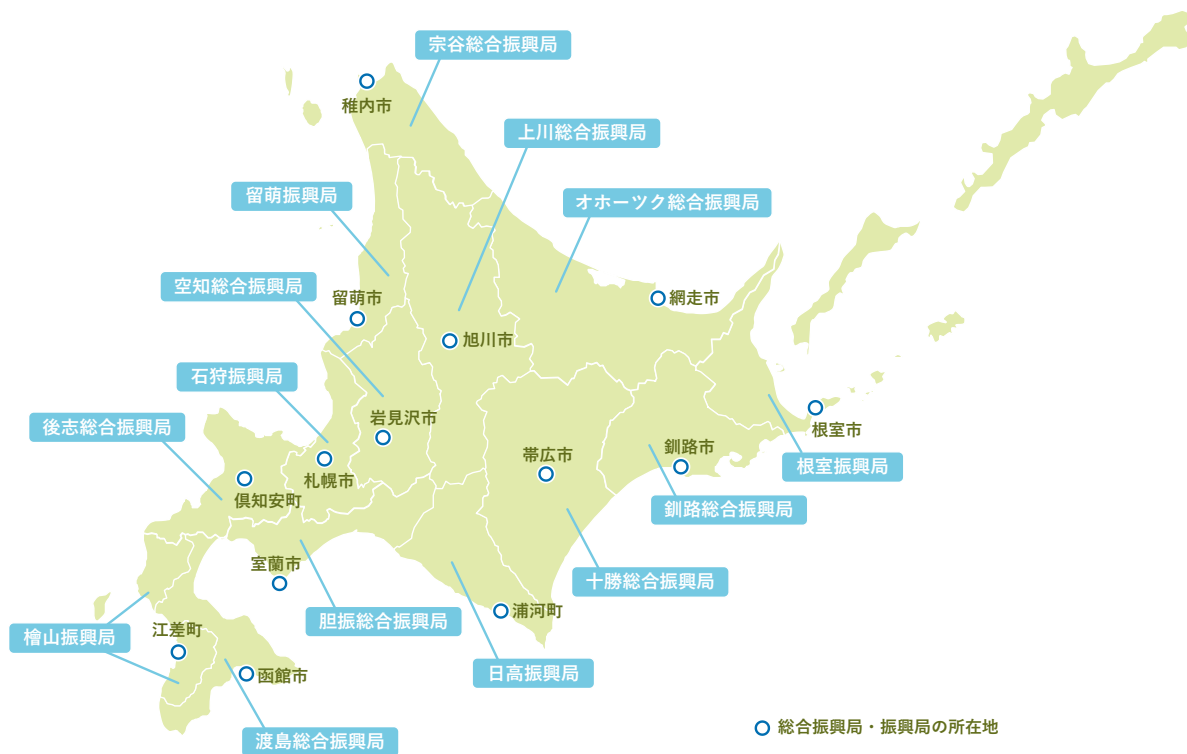 宗谷総合振興局
稚内市
上川総合振興局
留萌振興局
オホーツク総合振興局
空知総合振興局
留萌市
網走市
旭川市
石狩振興局
岩見沢市
後志総合振興局
根室市
釧路市
帯広市
根室振興局
札幌市
倶知安町
釧路総合振興局
室蘭市
十勝総合振興局
浦河町
胆振総合振興局
江差町
檜山振興局
日高振興局
函館市
渡島総合振興局
総合振興局・振興局の所在地